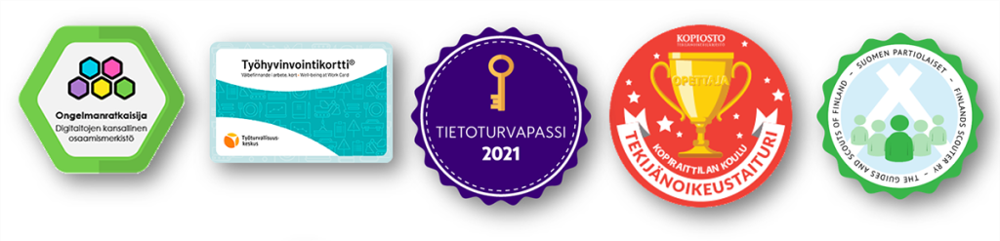 Ongelmanratkaisija
Digitaitojen kansallinen
osaamismerkistö
Työhyvinvointikortti®
Välbefinnande i arbete, kort - Well-being at Work Card
Työturvallisuus-
keskus
TIETOTURVAPASSI
2021
KOPIOSTO
OPETTAJA
KOPIRAITTILAN KOULU
TEKIJÄNOIKEUSTAITURI
SUOMEN PARTIOLAISET - FINLANDS SCOUTER RY - THE GUIDES AND SCOUTS OF FINLAND -